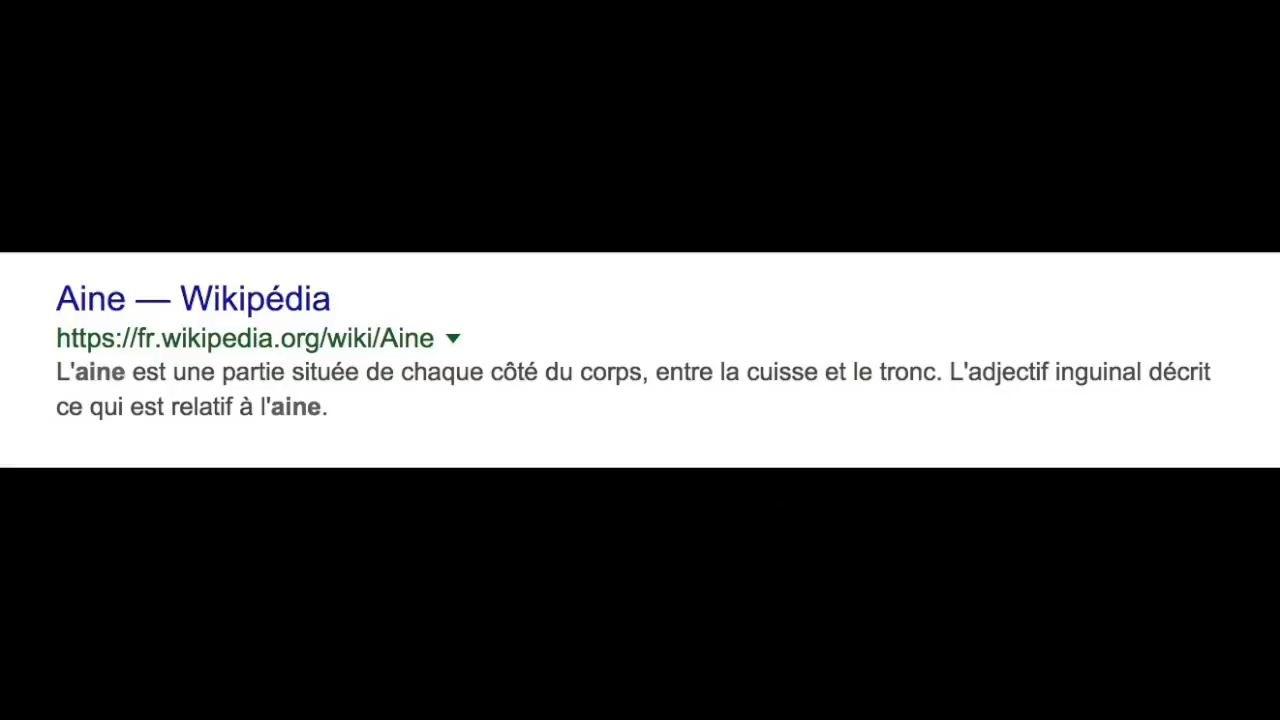 Aine — Wikipédia
https://fr.wikipedia.org/wiki/Aine
L'aine est une partie située de chaque côté du corps, entre la cuisse et le tronc. L'adjectif inguinal décrit
ce qui est relatif à l'aine.